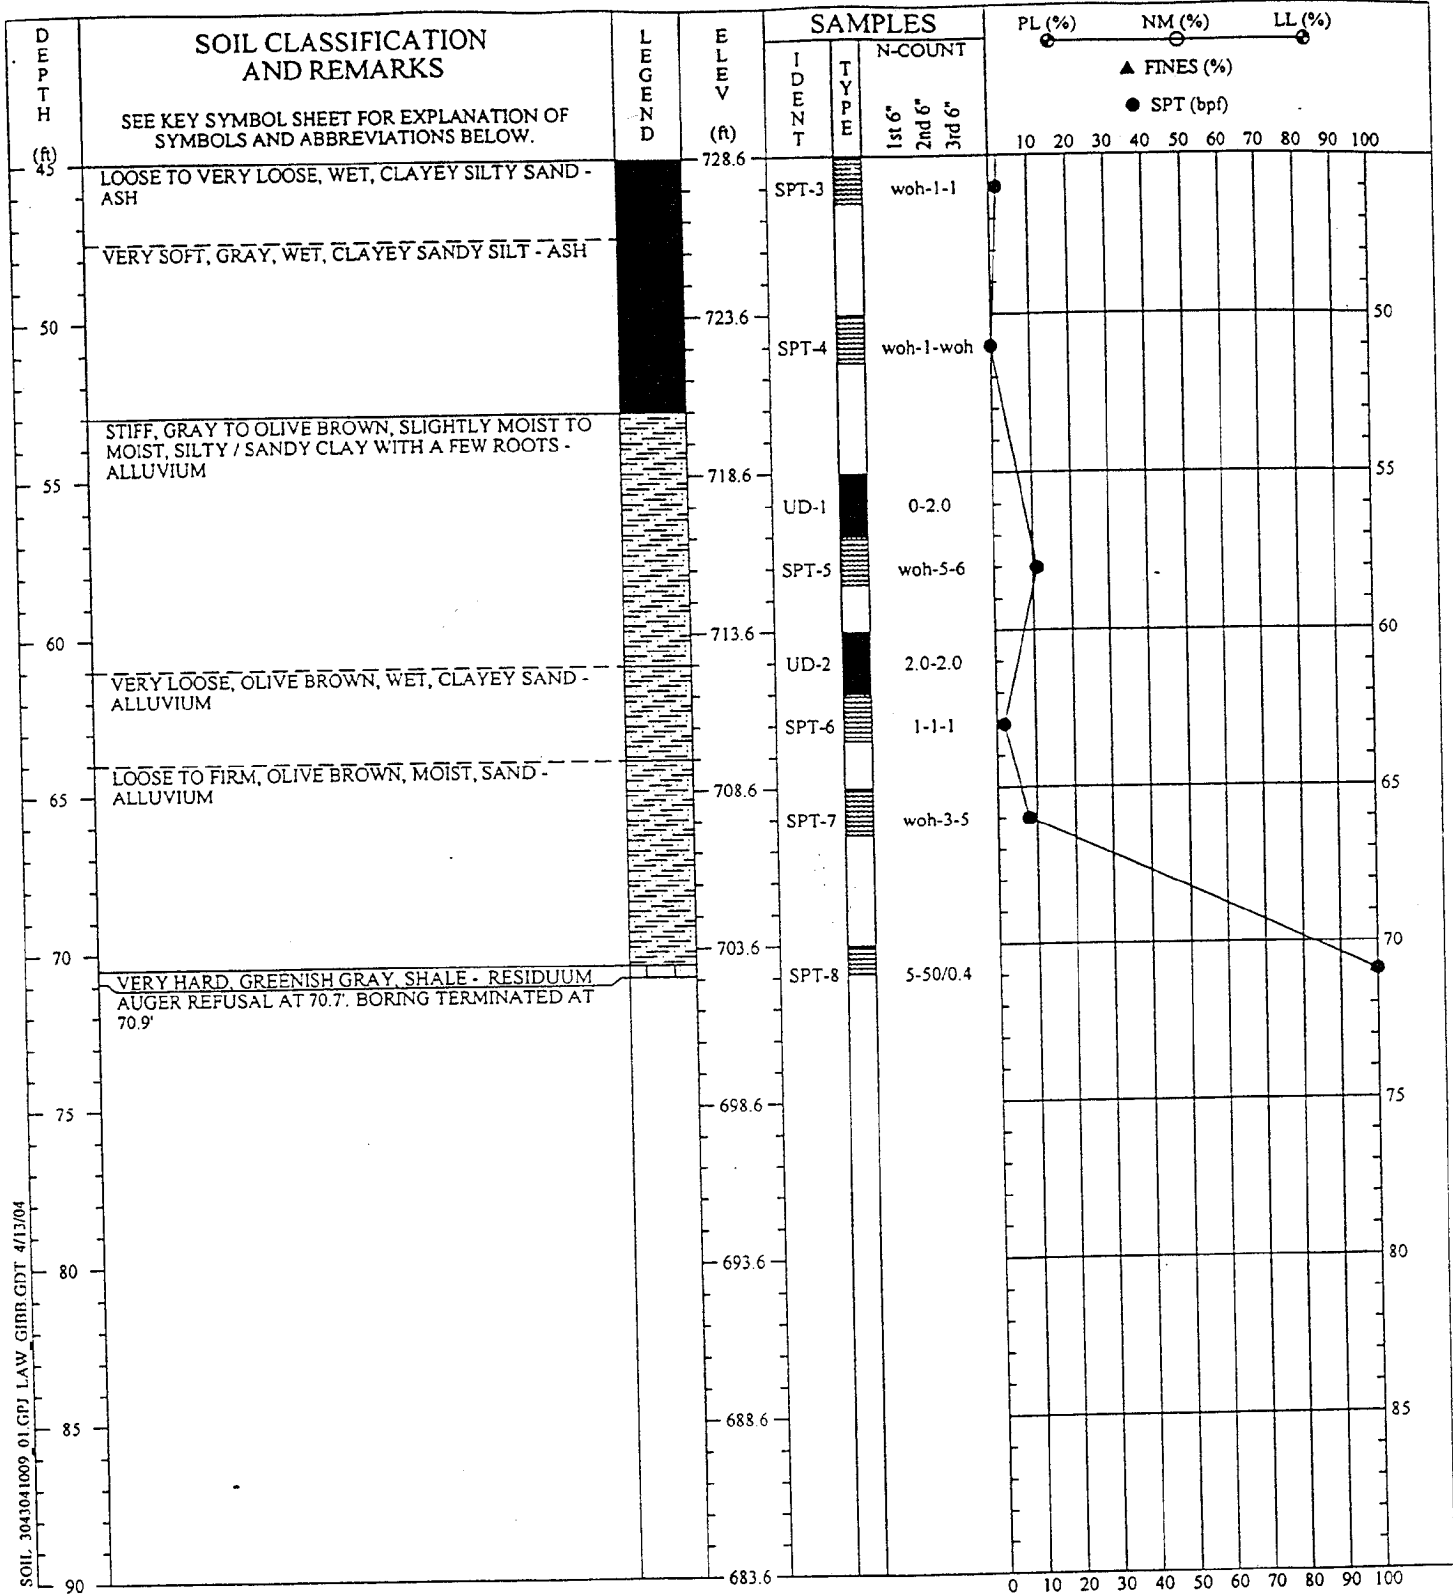 DEPTH
(ft)
SOIL CLASSIFICATION
AND REMARKS
SEE KEY SYMBOL SHEET FOR EXPLANATION OF
SYMBOLS AND ABBREVIATIONS BELOW.
LEGEND
ELEV
(ft)
SAMPLES
IDENT
TYPE
N-COUNT
1st 6"
2nd 6"
3rd 6"
PL (%) NM (%) LL (%)
▲ FINES (%)
● SPT (bpf)
10 20 30 40 50 60 70 80 90 100
45
LOOSE TO VERY LOOSE, WET, CLAYEY SILTY SAND -
ASH
728.6
SPT-3 woh-1-1
VERY SOFT, GRAY, WET, CLAYEY SANDY SILT - ASH
50 723.6 50
SPT-4 woh-1-woh
STIFF, GRAY TO OLIVE BROWN, SLIGHTLY MOIST TO
MOIST, SILTY / SANDY CLAY WITH A FEW ROOTS -
ALLUVIUM
55 718.6 55
UD-1 0-2.0
SPT-5 woh-5-6
60 713.6 60
UD-2 2.0-2.0
VERY LOOSE, OLIVE BROWN, WET, CLAYEY SAND -
ALLUVIUM
SPT-6 1-1-1
LOOSE TO FIRM, OLIVE BROWN, MOIST, SAND -
ALLUVIUM
65 708.6 65
SPT-7 woh-3-5
70 703.6 70
VERY HARD, GREENISH GRAY, SHALE - RESIDUUM
SPT-8 5-50/0.4
AUGER REFUSAL AT 70.7'. BORING TERMINATED AT
70.9'
75 698.6 75
80 693.6 80
85 688.6 85
90 683.6
0 10 20 30 40 50 60 70 80 90 100
SOIL 3043041009_01.GPJ LAW_GIBB.GDT 4/13/04